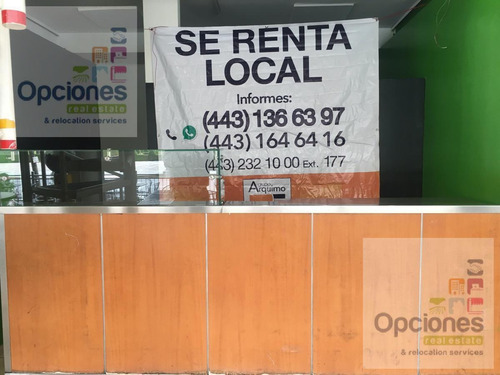 SE RENTA
LOCAL
Informes:
(443) 136 63 97
(443) 164 64 16
(443) 232 10 00 Ext. 177
Arquimo
Opciones
real estate
& relocation services
Opciones
real estate
& relocation services